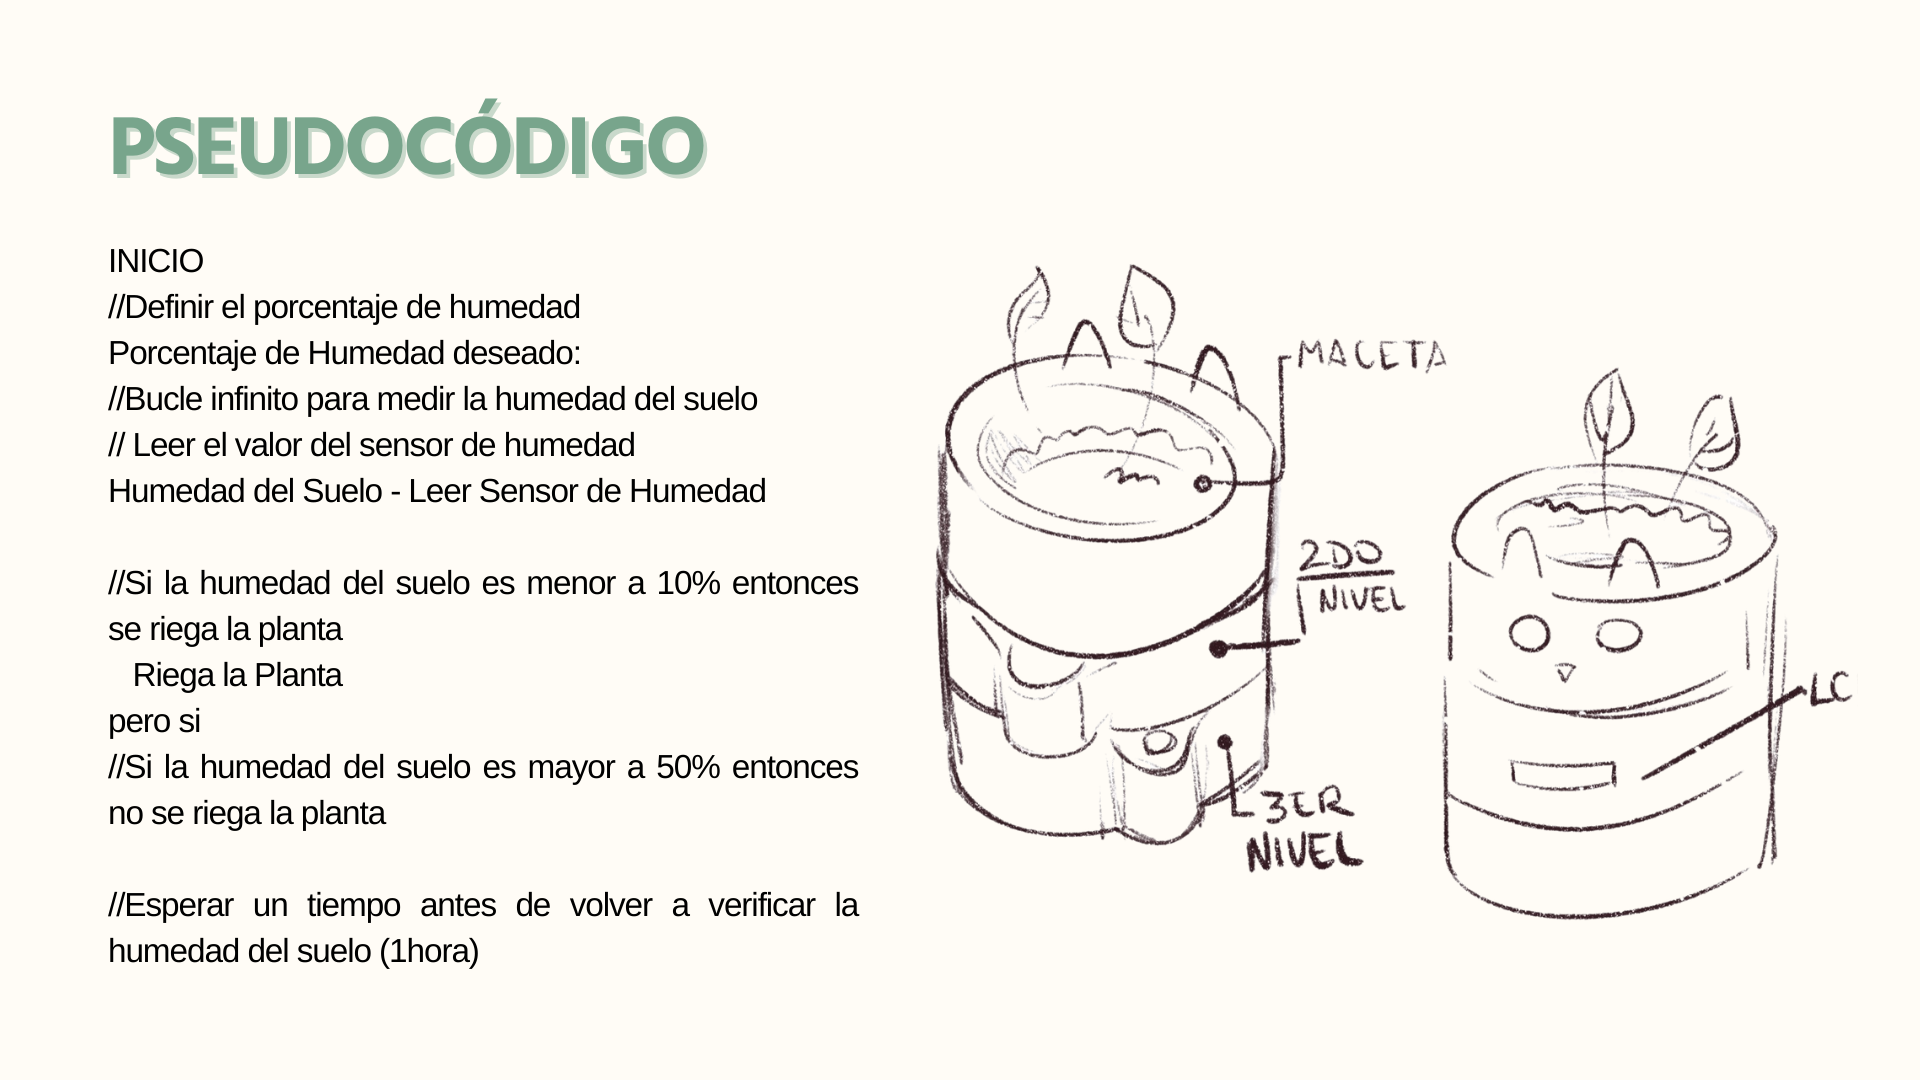 PSEUDOCÓDIGO
INICIO
//Definir el porcentaje de humedad
Porcentaje de Humedad deseado:
//Bucle infinito para medir la humedad del suelo
// Leer el valor del sensor de humedad
Humedad del Suelo - Leer Sensor de Humedad
//Si la humedad del suelo es menor a 10% entonces
se riega la planta
Riega la Planta
pero si
//Si la humedad del suelo es mayor a 50% entonces
no se riega la planta
//Esperar un tiempo antes de volver a verificar la
humedad del suelo (1hora)
MACETA
2DO
NIVEL
3ER
NIVEL
LC